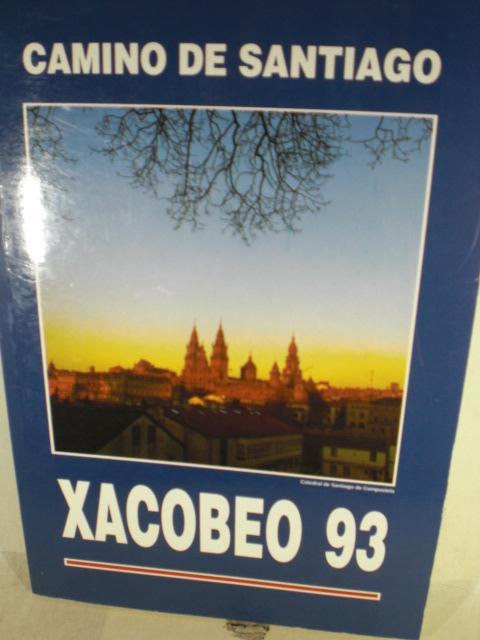 CAMINO DE SANTIAGO
Catedral de Santiago de Compostela
XACOBEO 93